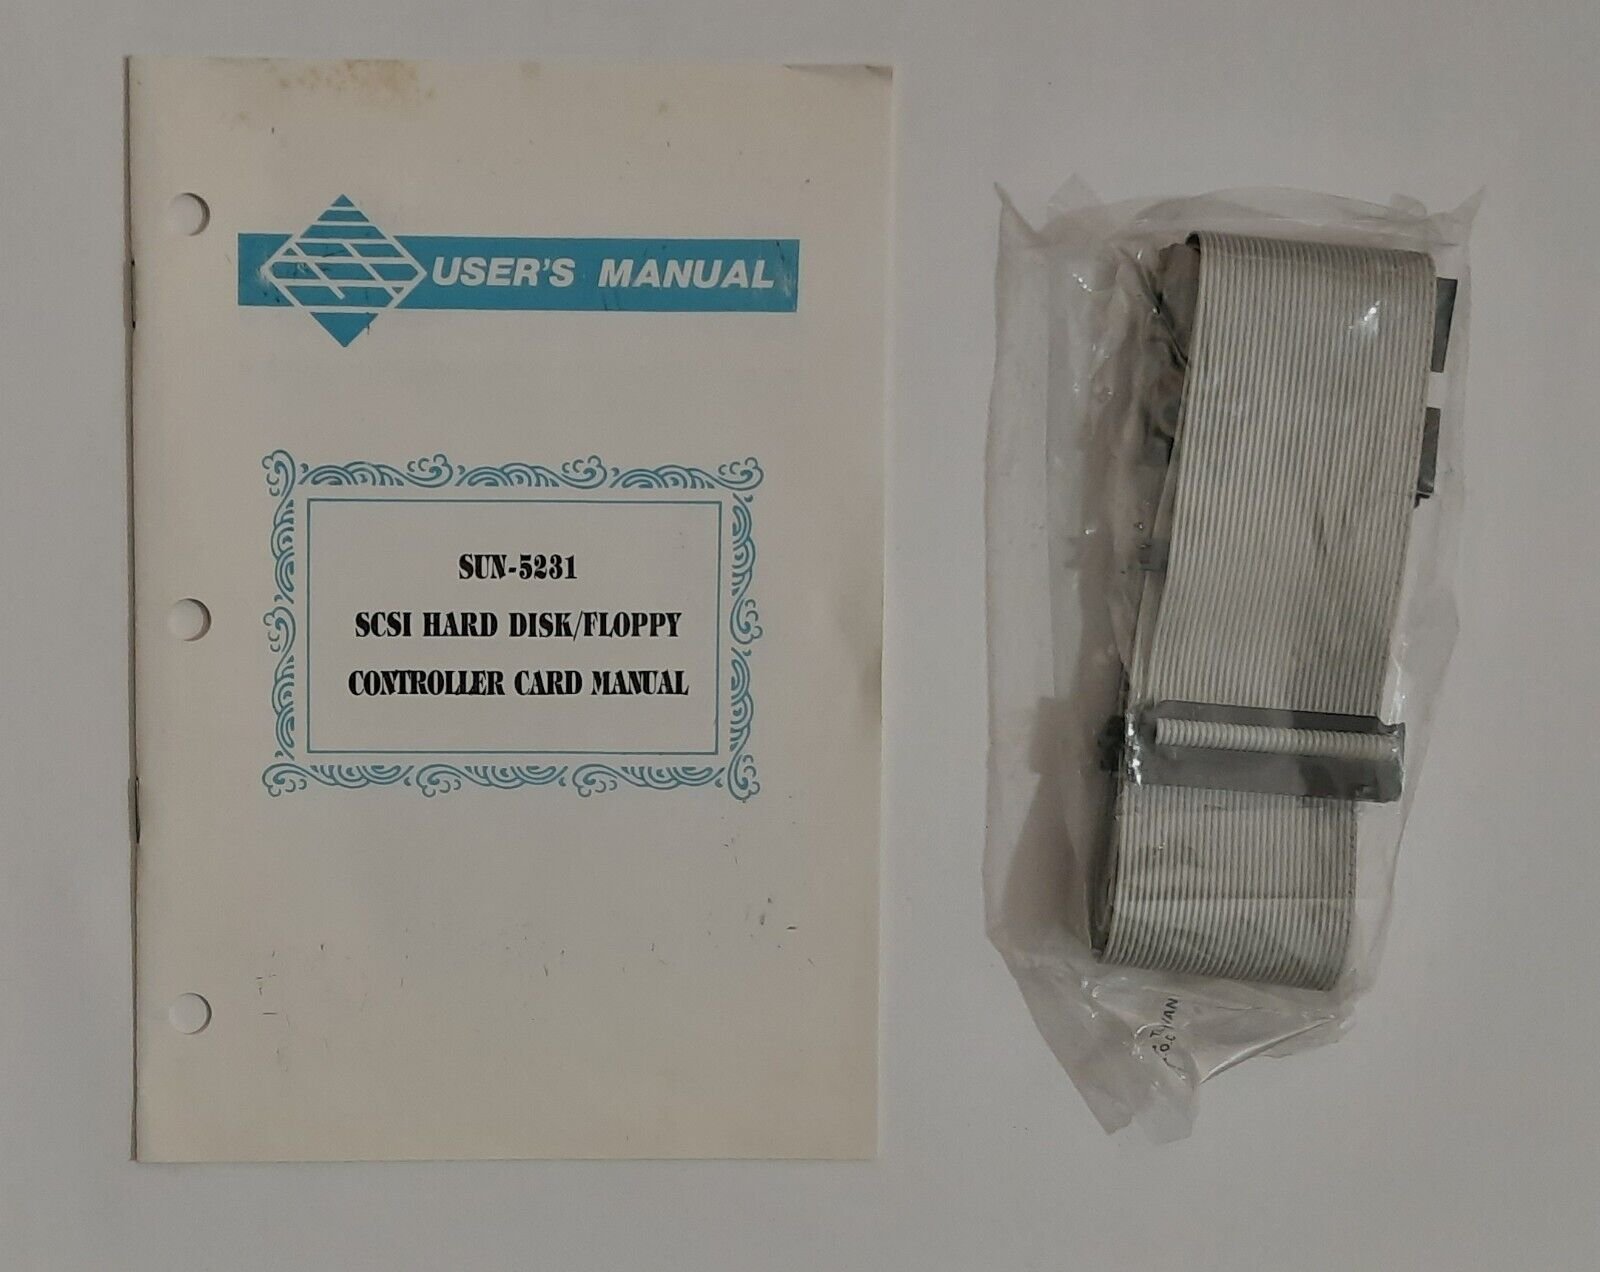 USER'S MANUAL
SUN-5231
SCSI HARD DISK/FLOPPY
CONTROLLER CARD MANUAL